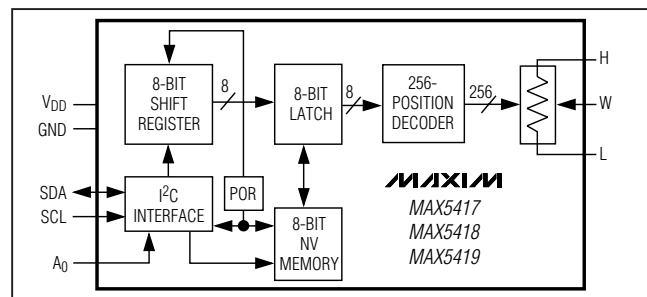 VDD
GND
SDA
SCL
A0
8-BIT
SHIFT
REGISTER
8
8-BIT
LATCH
8
256-
POSITION
DECODER
256
H
W
L
I2C
INTERFACE
POR
8-BIT
NV
MEMORY
MAXIM
MAX5417
MAX5418
MAX5419